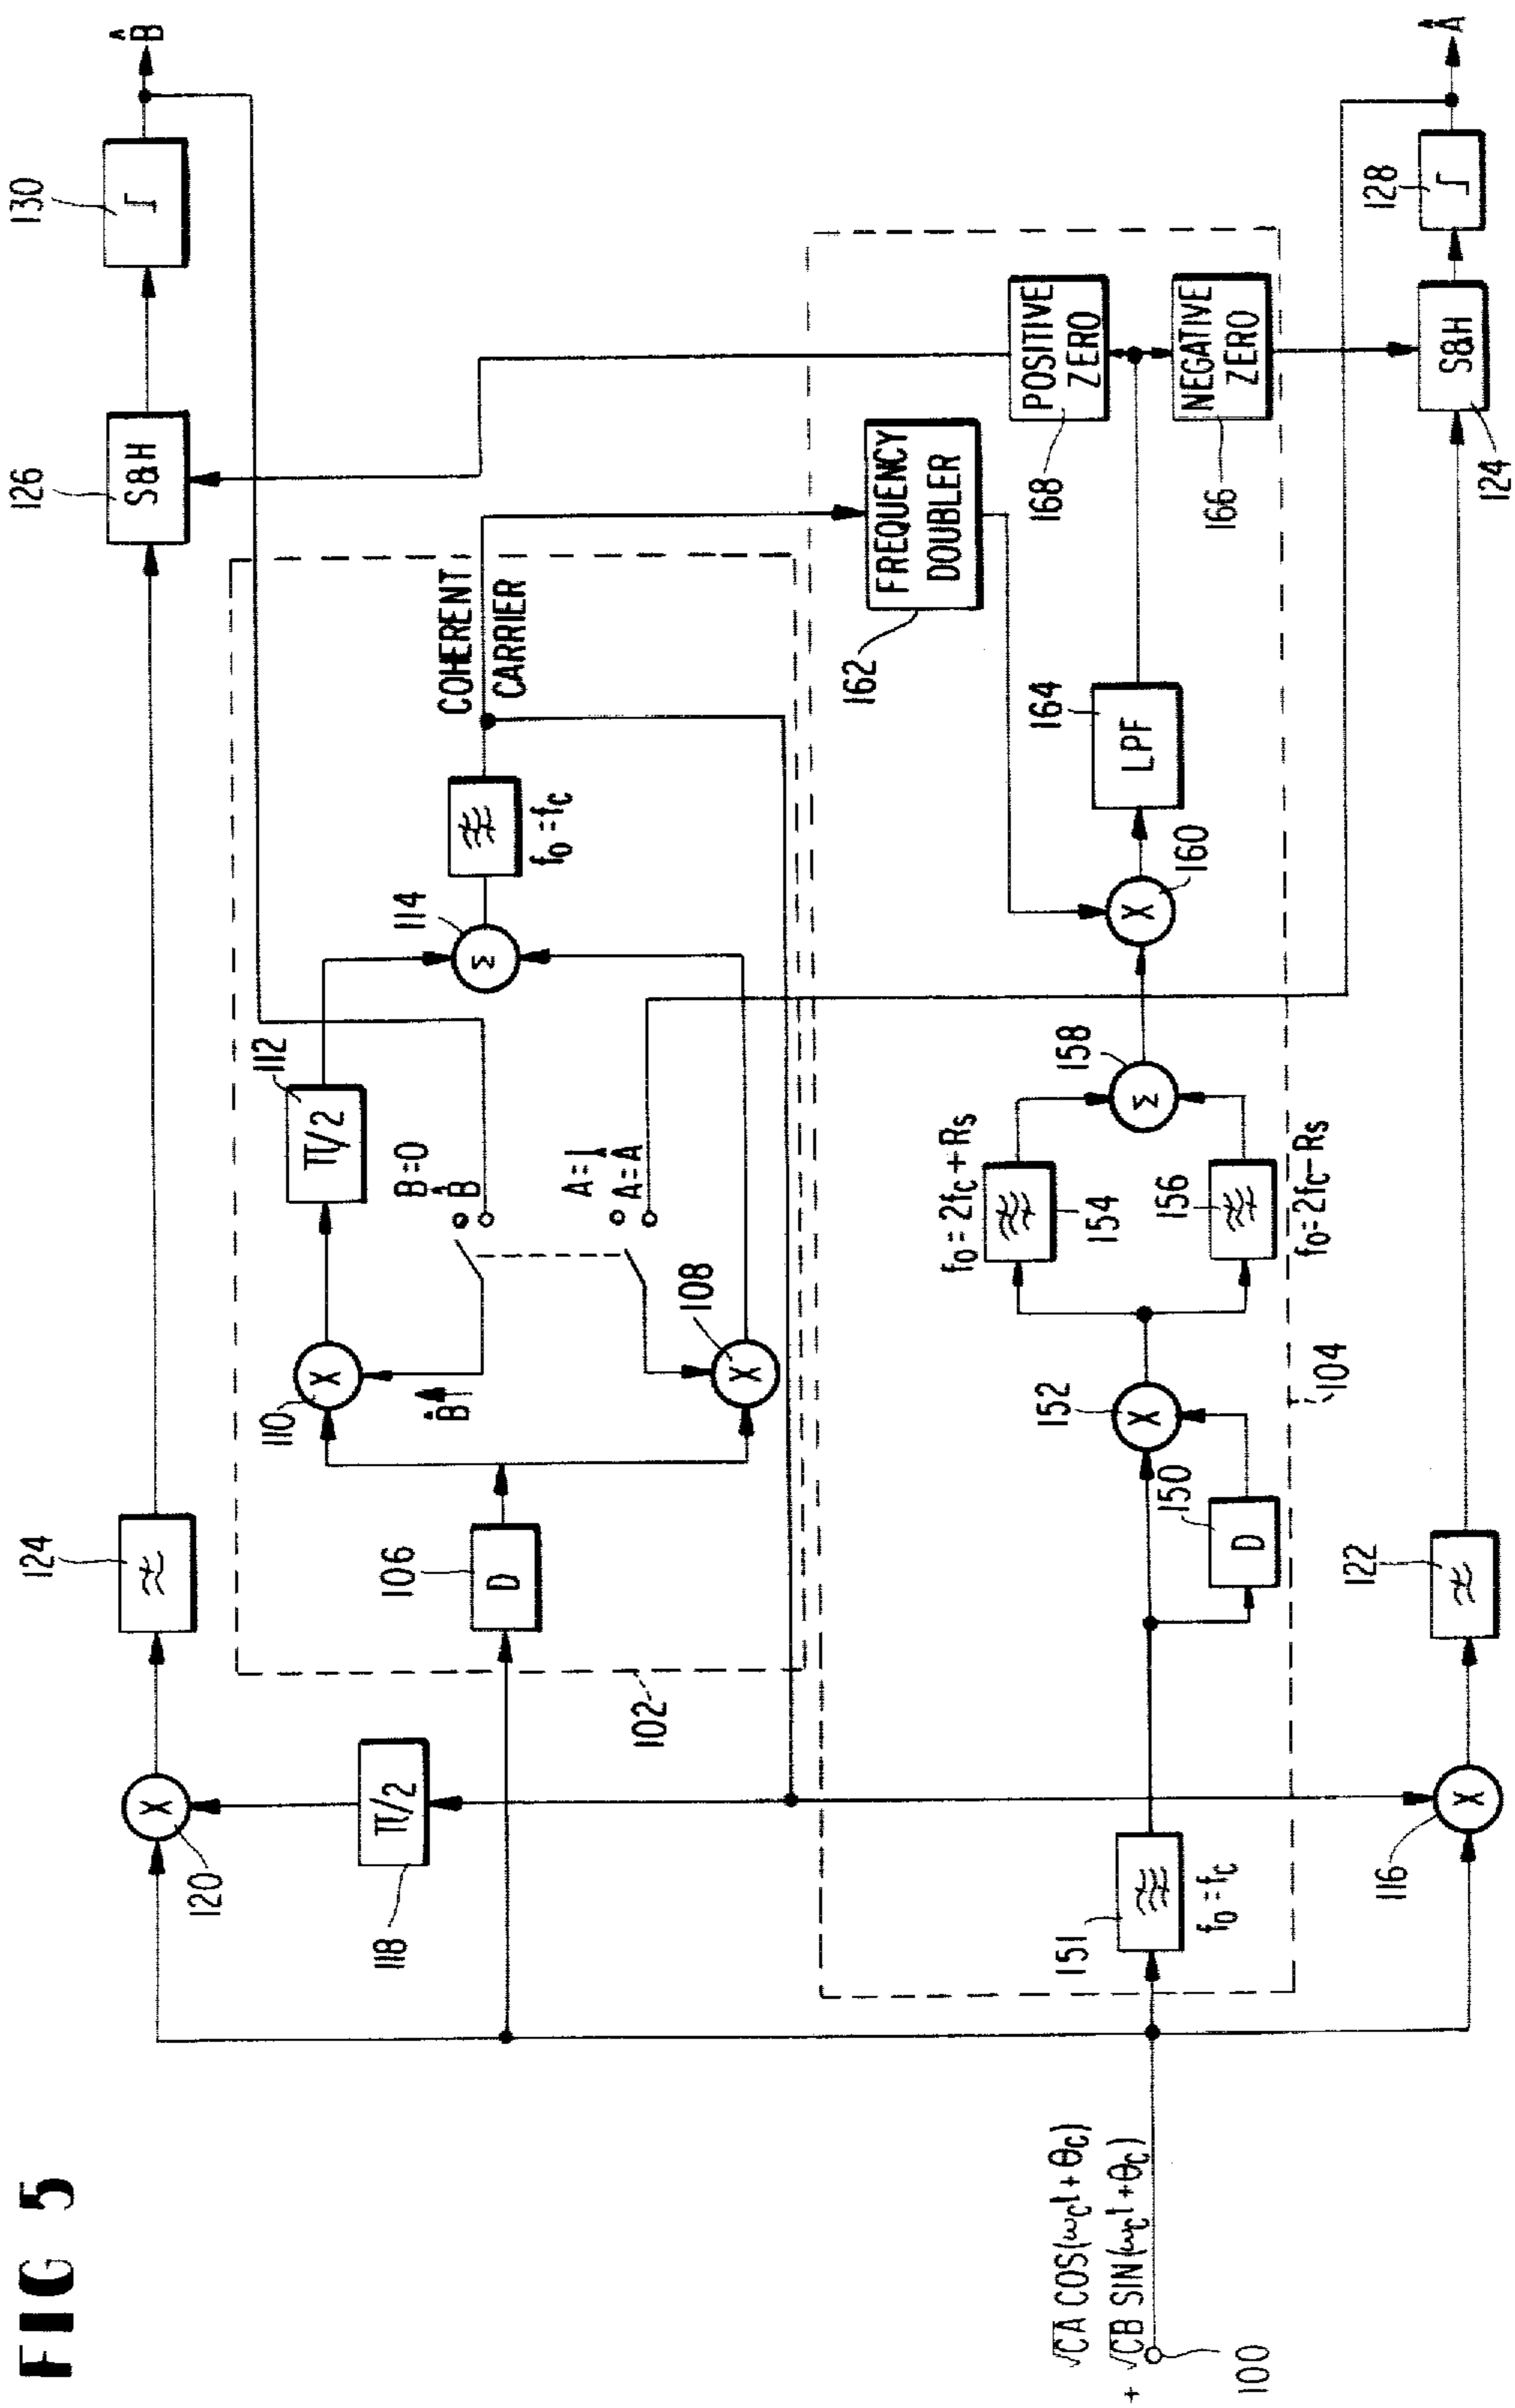 FIG 5
√CA COS(ωct+θc)
+ √CB SIN(ωct+θc)
100
120
X
118
π/2
116
X
151
f0=fc
102
104
124
106
D
122
150
D
152
X
110
X
B̂
108
X
112
π/2
B=0
B̂
A=1
A=Â
f0=2fc+Rs
154
156
f0=2fc-Rs
158
Σ
114
Σ
f0=fc
COHERENT
CARRIER
160
X
164
LPF
162
FREQUENCY
DOUBLER
168
POSITIVE
ZERO
166
NEGATIVE
ZERO
126
S&H
124
S&H
130
128
B̂
Â